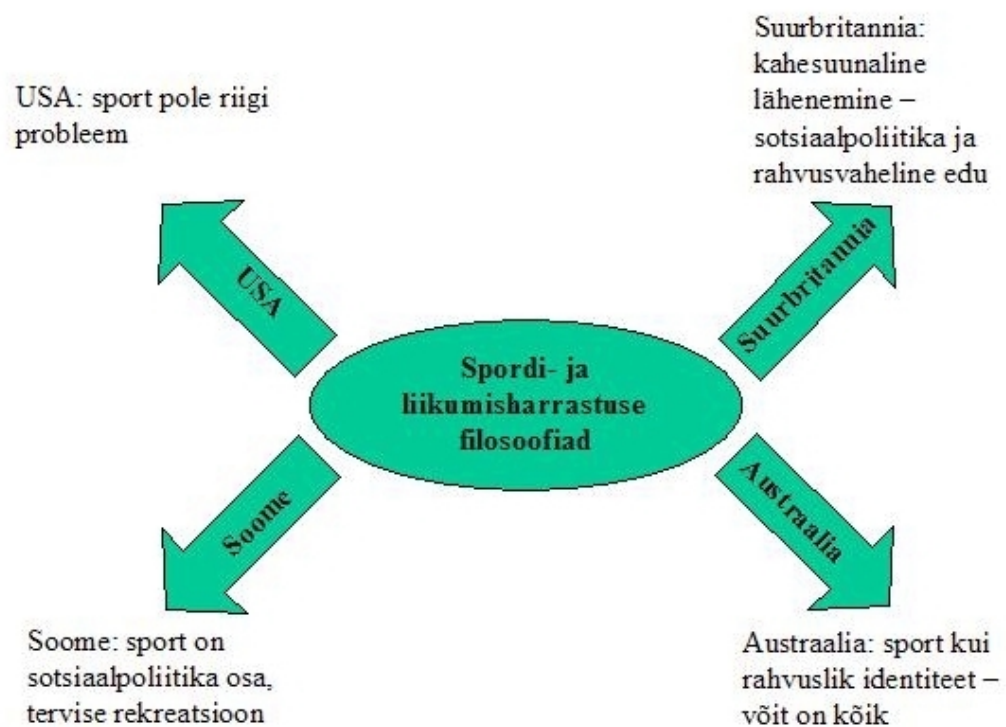 USA: sport pole riigi
probleem
Suurbritannia:
kahesuunaline
lähenemine –
sotsiaalpoliitika ja
rahvusvaheline edu
USA
Suurbritannia
Spordi- ja
liikumisharrastuse
filosoofiad
Soome
Austraalia
Soome: sport on
sotsiaalpoliitika osa,
tervise rekreatsioon
Austraalia: sport kui
rahvuslik identiteet –
võit on kõik